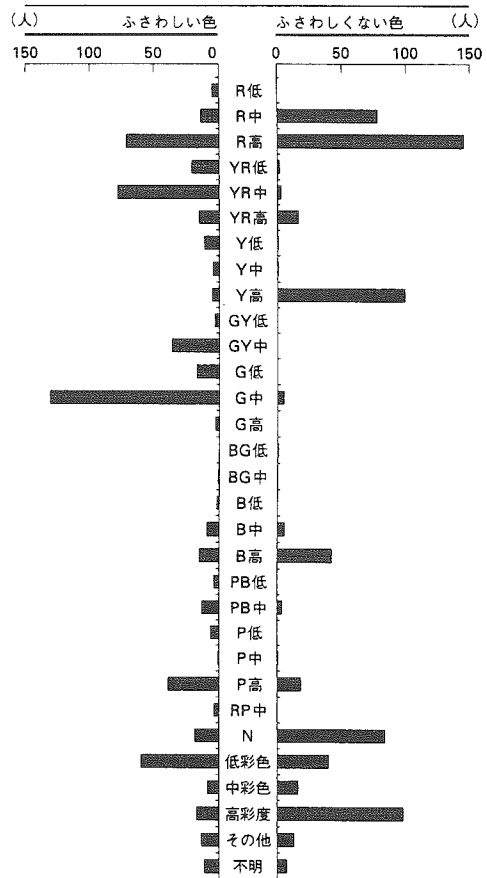 (人) ふさわしい色 ふさわしくない色 (人)
150 100 50 0 0 50 100 150
R低
R中
R高
YR低
YR中
YR高
Y低
Y中
Y高
GY低
GY中
G低
G中
G高
BG低
BG中
B低
B中
B高
PB低
PB中
P低
P中
P高
RP中
N
低彩色
中彩色
高彩度
その他
不明